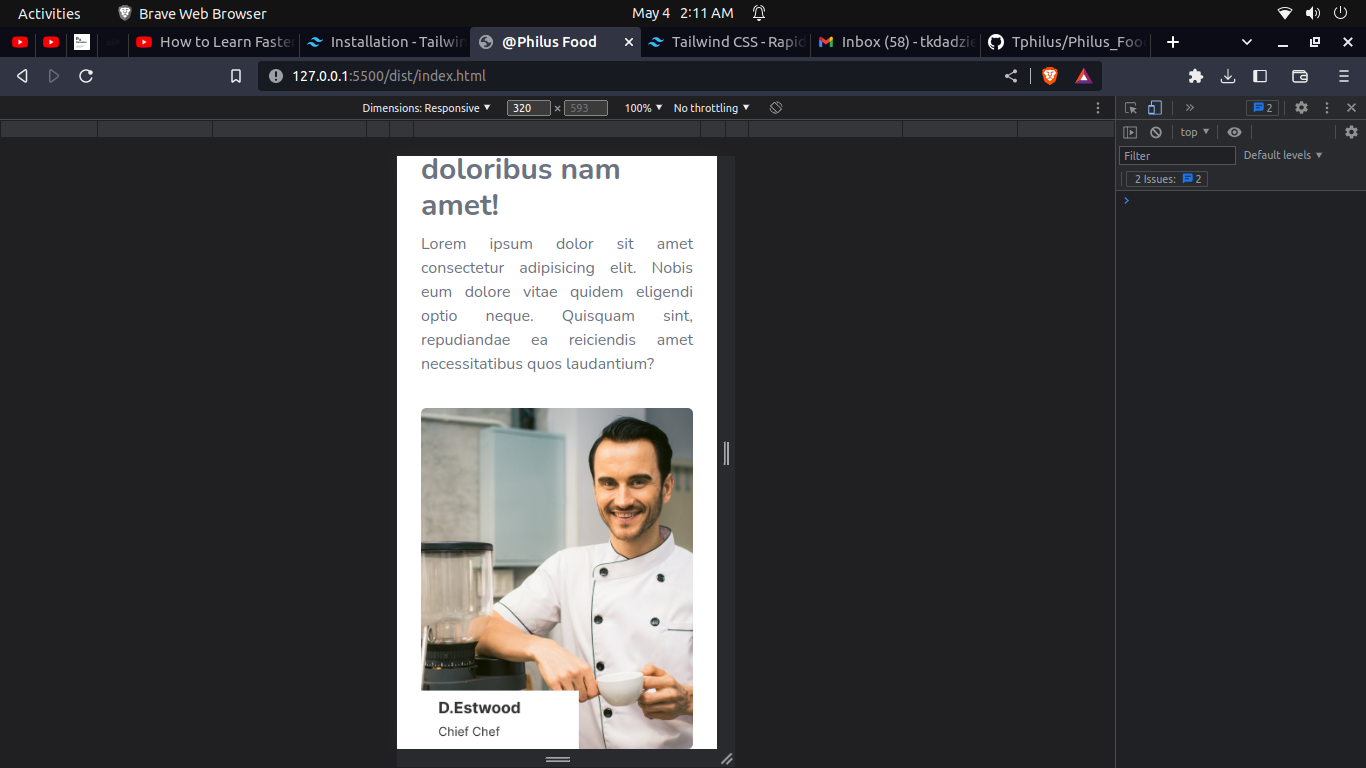 Activities
Brave Web Browser
May 4 2:11 AM
How to Learn Faste
Installation - Tailwin
@Philus Food
Tailwind CSS - Rapid
Inbox (58) - tkdadzie
Tphilus/Philus_Foo
127.0.0.1:5500/dist/index.html
Dimensions: Responsive
320 × 593
100%
No throttling
2
top
Filter
Default levels
2 Issues: 2
doloribus nam
amet!
Lorem ipsum dolor sit amet
consectetur adipisicing elit. Nobis
eum dolore vitae quidem eligendi
optio neque. Quisquam sint,
repudiandae ea reiciendis amet
necessitatibus quos laudantium?
D.Estwood
Chief Chef